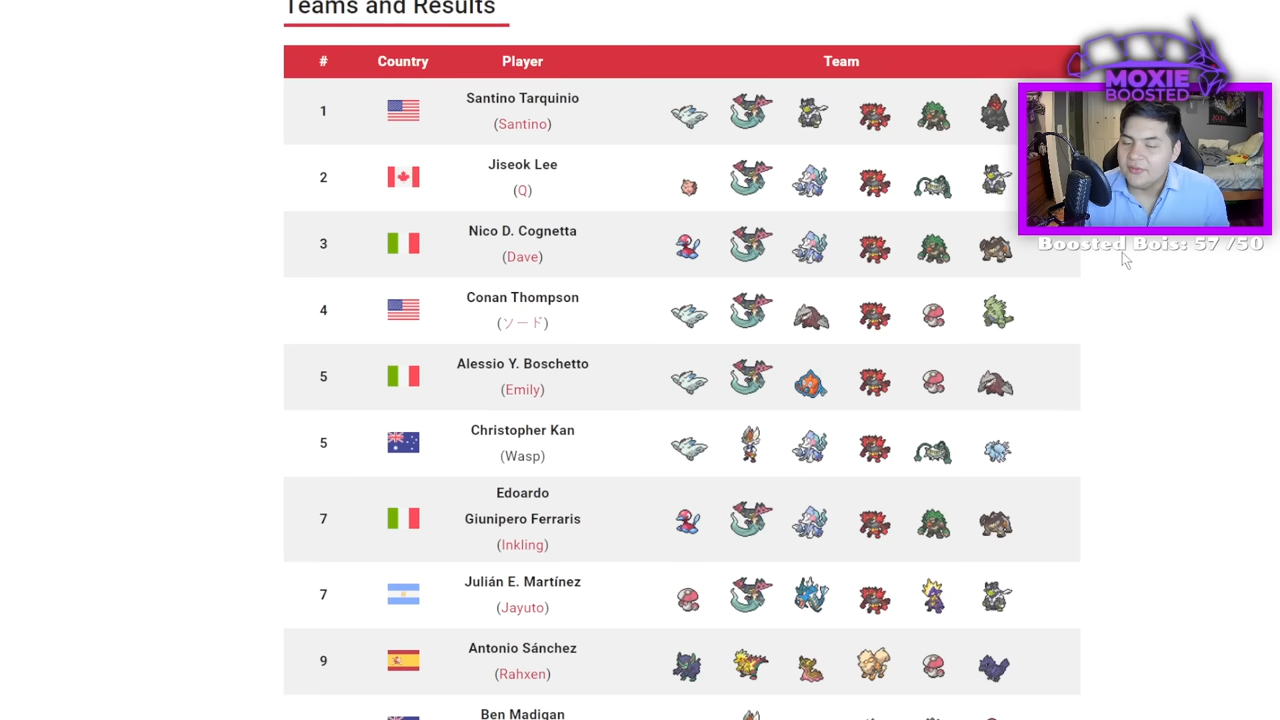 Teams and Results
# Country Player Team
1 Santino Tarquinio
(Santino)
2 Jiseok Lee
(Q)
3 Nico D. Cognetta
(Dave)
4 Conan Thompson
(ソード)
5 Alessio Y. Boschetto
(Emily)
5 Christopher Kan
(Wasp)
7 Edoardo
Giunipero Ferraris
(Inkling)
7 Julián E. Martínez
(Jayuto)
9 Antonio Sánchez
(Rahxen)
Ben Madigan
MOXIE
BOOSTED
Boosted Bois: 57 /50